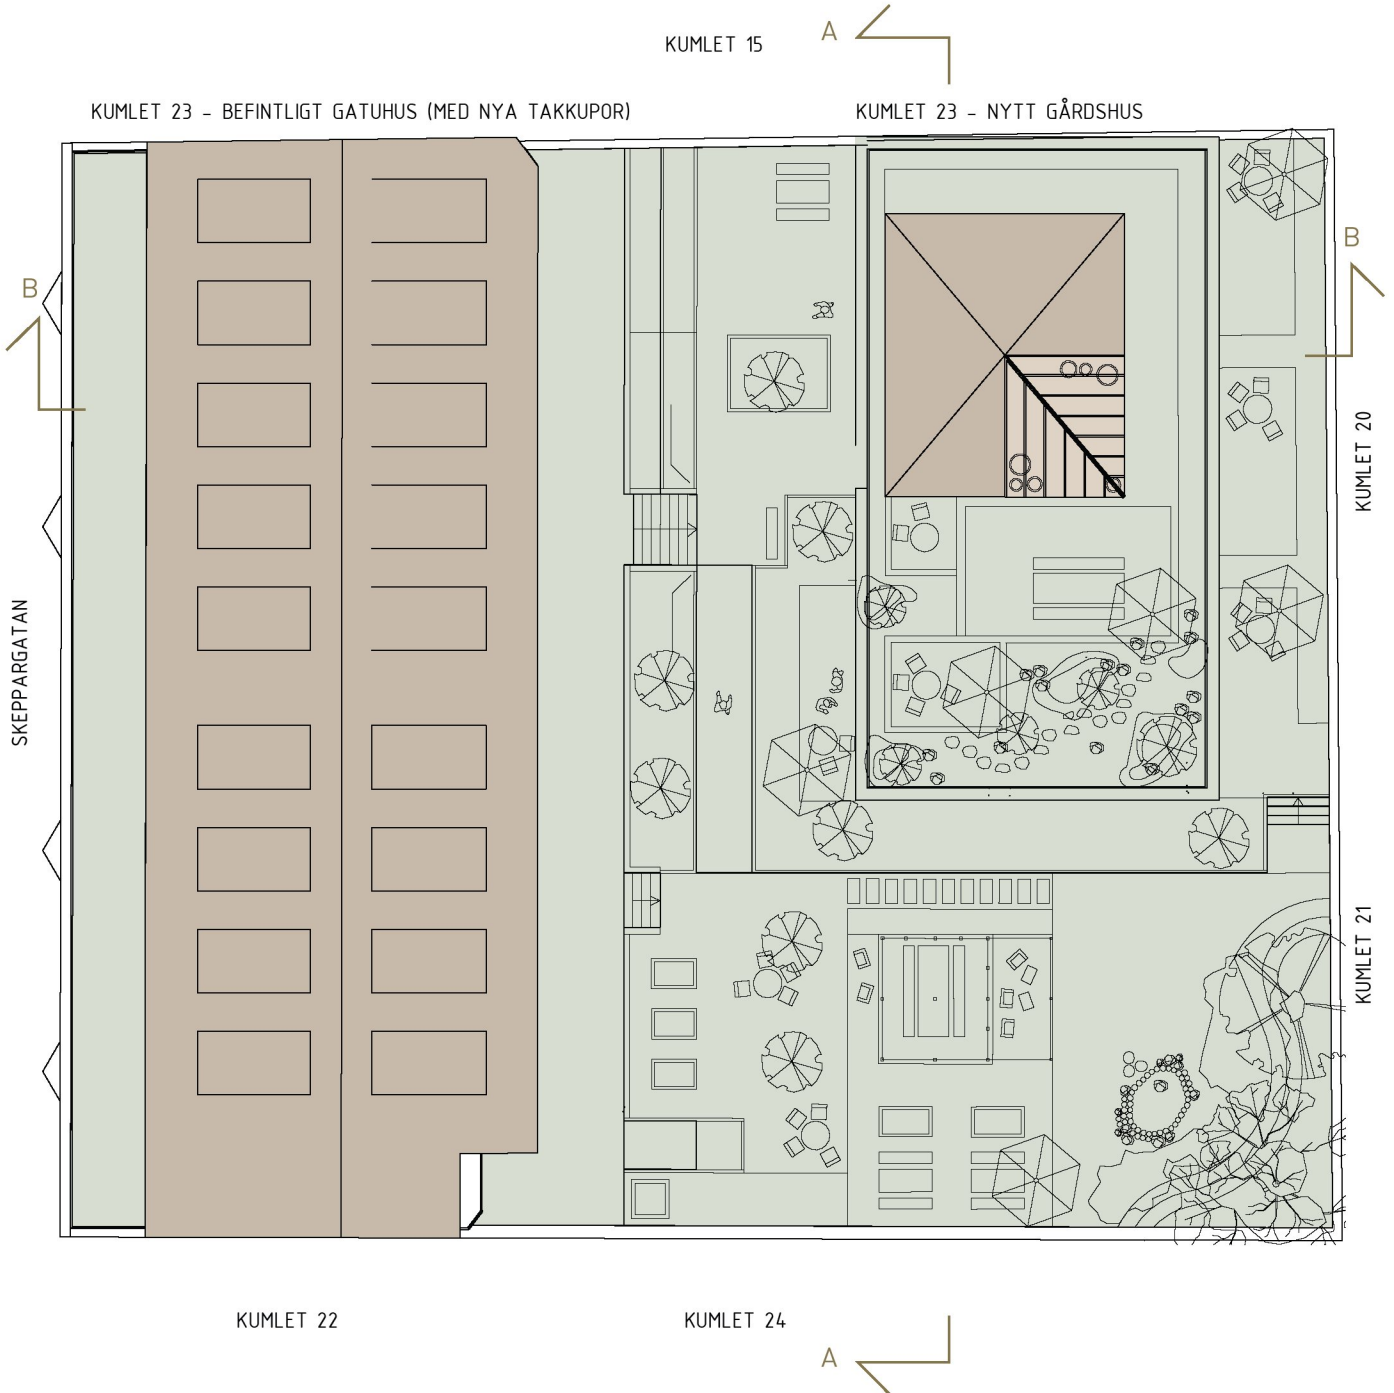 A
KUMLET 15
KUMLET 23 - BEFINTLIGT GATUHUS (MED NYA TAKKUPOR)
KUMLET 23 - NYTT GÅRDSHUS
B
B
KUMLET 20
SKEPPARGATAN
KUMLET 21
KUMLET 22
KUMLET 24
A